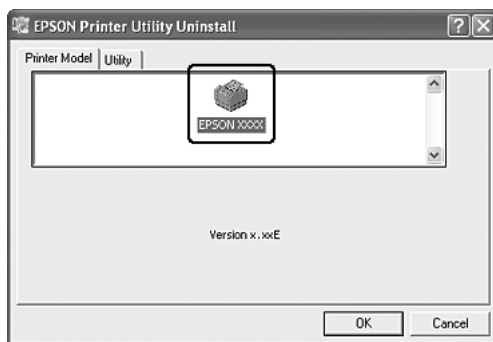 EPSON Printer Utility Uninstall
Printer Model Utility
EPSON XXXX
Version x.xxE
OK Cancel